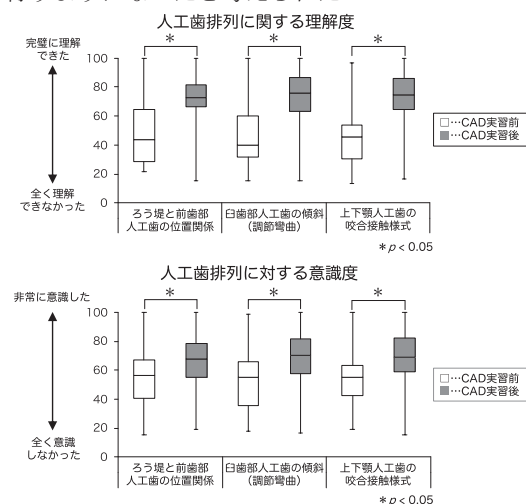 人工歯排列に関する理解度
完璧に理解
できた
全く理解
できなかった
100
80
60
40
20
0
*
*
*
□…CAD実習前
■…CAD実習後
ろう堤と前歯部
人工歯の位置関係
臼歯部人工歯の傾斜
(調節彎曲)
上下顎人工歯の
咬合接触様式
*p<0.05
人工歯排列に対する意識度
非常に意識した
全く意識
しなかった
100
80
60
40
20
0
*
*
*
□…CAD実習前
■…CAD実習後
ろう堤と前歯部
人工歯の位置関係
臼歯部人工歯の傾斜
(調節彎曲)
上下顎人工歯の
咬合接触様式
*p<0.05